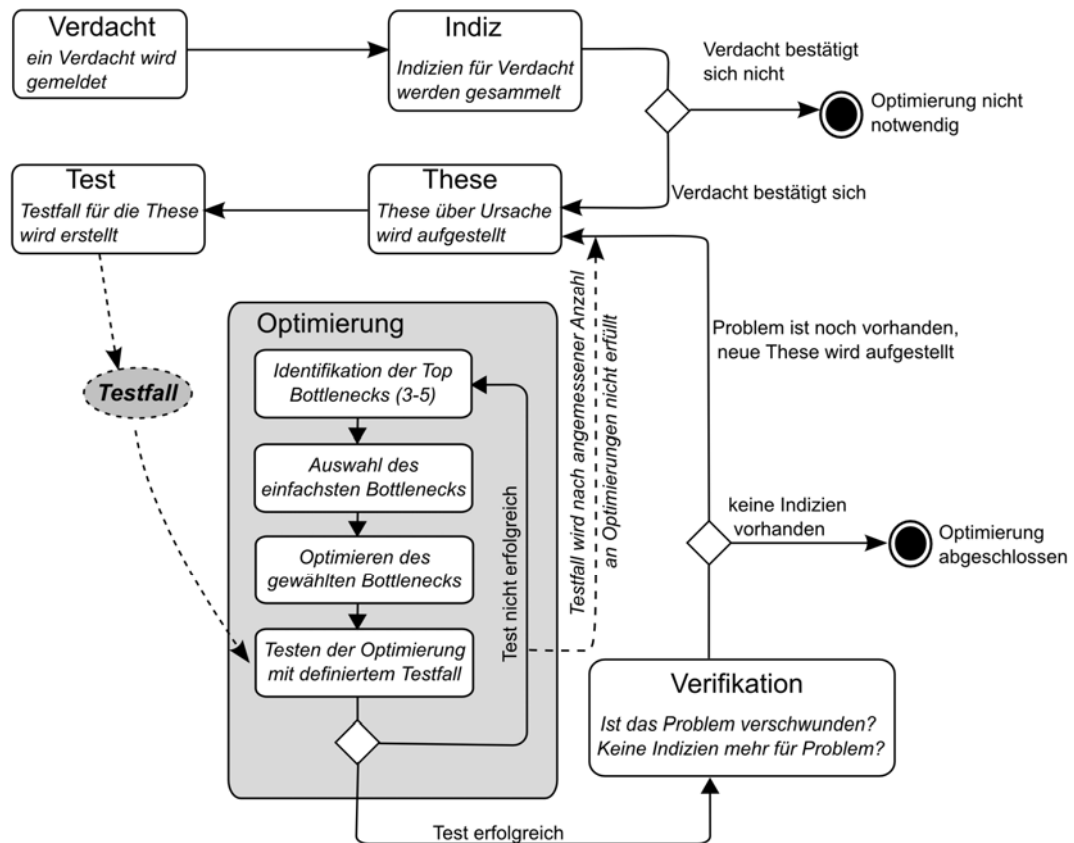 Verdacht
ein Verdacht wird
gemeldet
Indiz
Indizien für Verdacht
werden gesammelt
Verdacht bestätigt
sich nicht
Optimierung nicht
notwendig
Verdacht bestätigt sich
These
These über Ursache
wird aufgestellt
Test
Testfall für die These
wird erstellt
Testfall
Optimierung
Identifikation der Top
Bottlenecks (3-5)
Auswahl des
einfachsten Bottlenecks
Optimieren des
gewählten Bottlenecks
Testen der Optimierung
mit definiertem Testfall
Test nicht erfolgreich
Testfall wird nach angemessener Anzahl
an Optimierungen nicht erfüllt
Test erfolgreich
Verifikation
Ist das Problem verschwunden?
Keine Indizien mehr für Problem?
keine Indizien
vorhanden
Optimierung
abgeschlossen
Problem ist noch vorhanden,
neue These wird aufgestellt